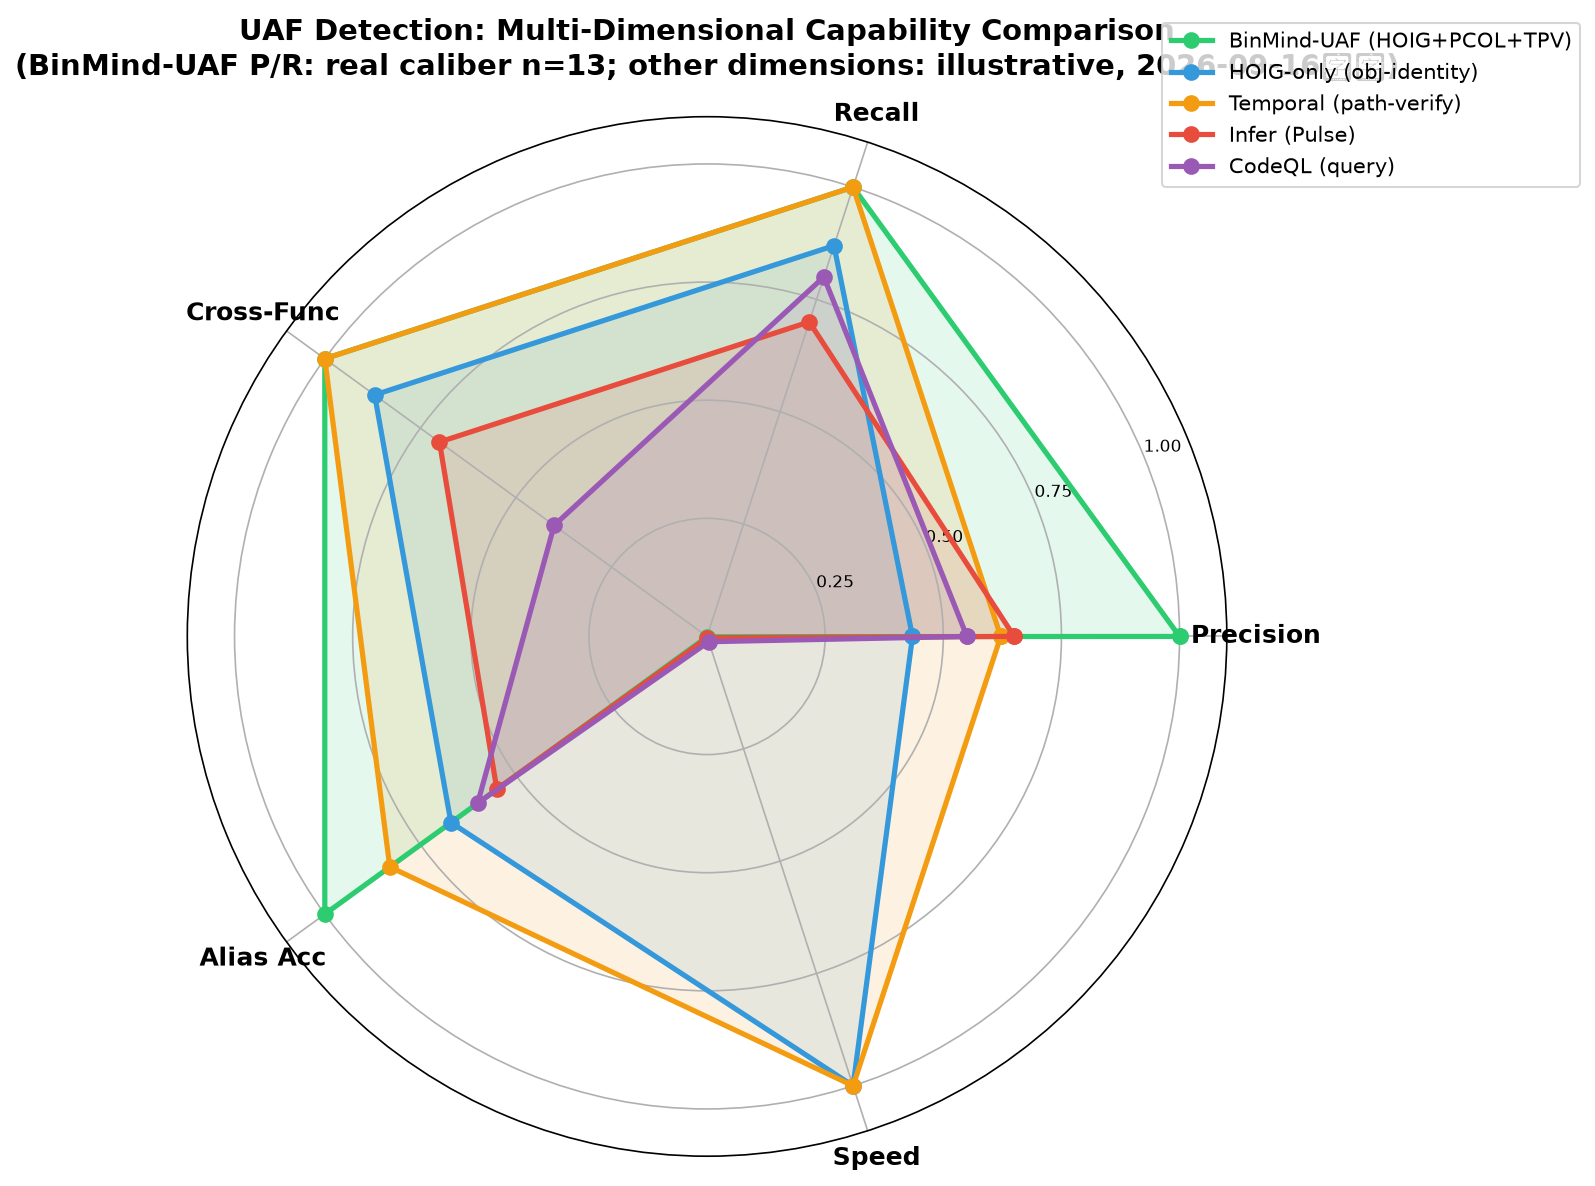 UAF Detection: Multi-Dimensional Capability Comparison
(BinMind-UAF P/R: real caliber n=13; other dimensions: illustrative, 2026-09-16)
BinMind-UAF (HOIG+PCOL+TPV)
HOIG-only (obj-identity)
Temporal (path-verify)
Infer (Pulse)
CodeQL (query)
Recall
Cross-Func
1.00
0.75
0.50
0.25
Precision
Alias Acc
Speed